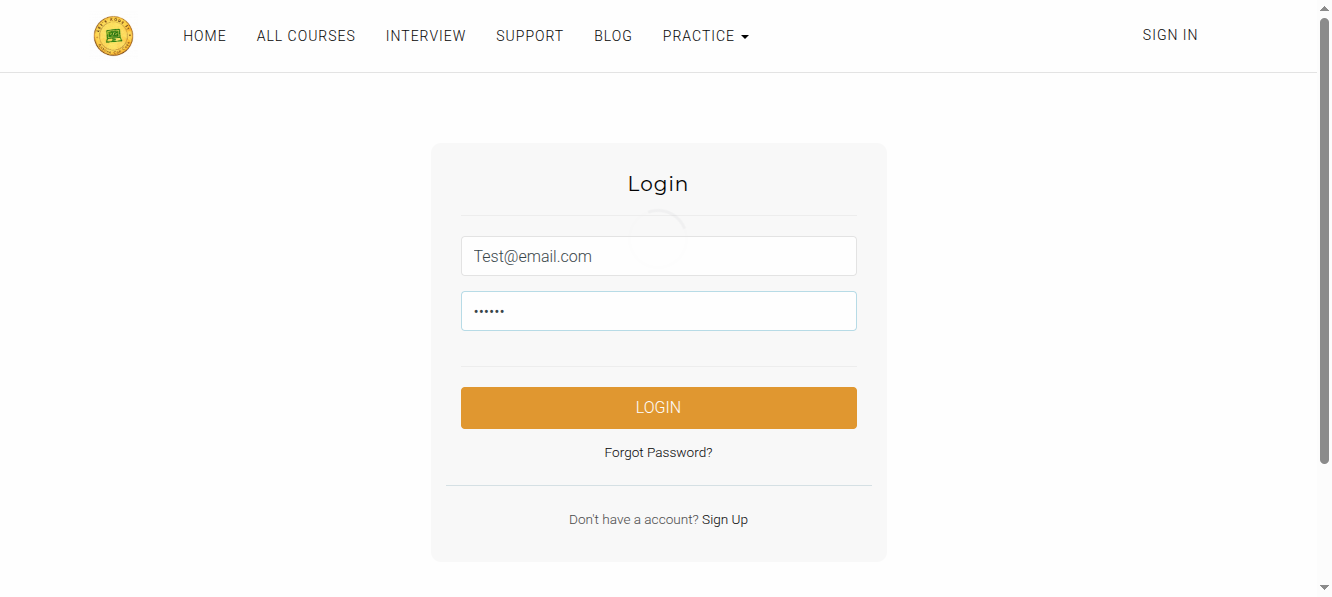 HOME ALL COURSES INTERVIEW SUPPORT BLOG PRACTICE SIGN IN
Login
Test@email.com
••••••
LOGIN
Forgot Password?
Don't have a account? Sign Up